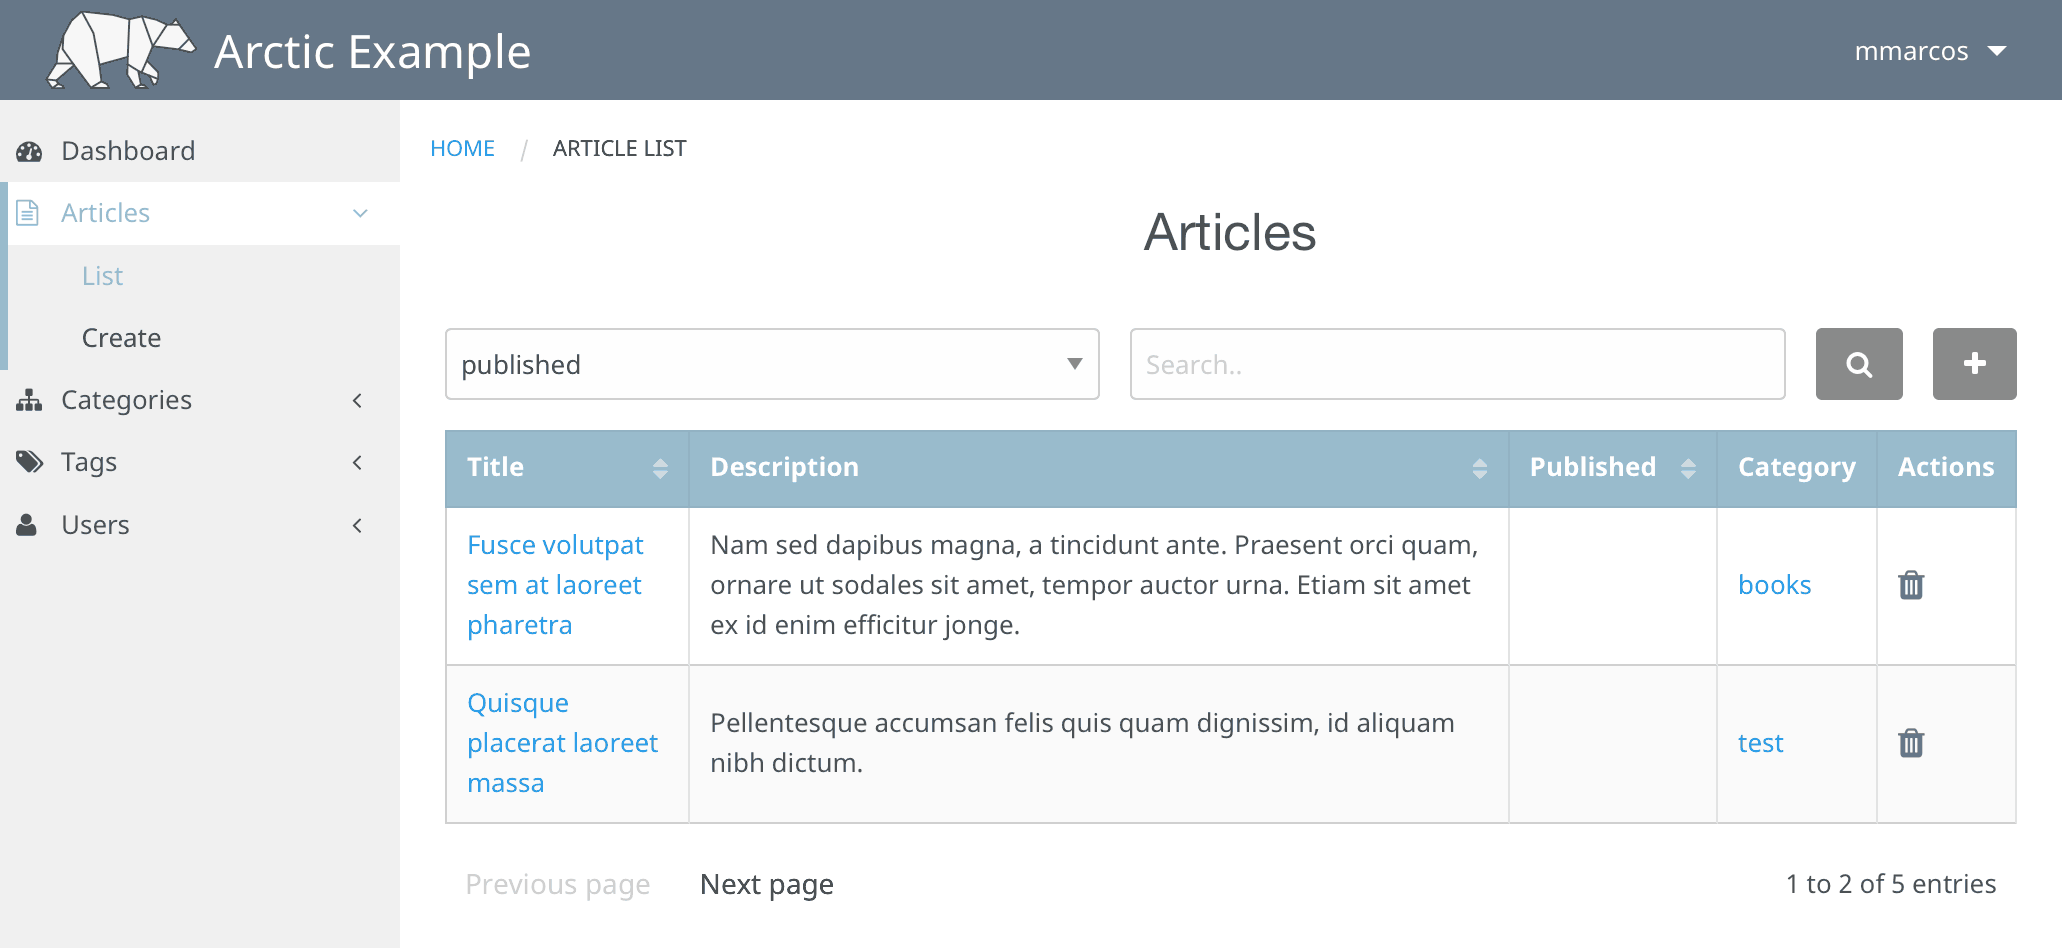 Arctic Example
mmarcos
Dashboard
Articles
List
Create
Categories
Tags
Users
HOME / ARTICLE LIST
Articles
published
Search..
Title Description Published Category Actions
Fusce volutpat
sem at laoreet
pharetra
Nam sed dapibus magna, a tincidunt ante. Praesent orci quam,
ornare ut sodales sit amet, tempor auctor urna. Etiam sit amet
ex id enim efficitur jonge.
books
Quisque
placerat laoreet
massa
Pellentesque accumsan felis quis quam dignissim, id aliquam
nibh dictum.
test
Previous page Next page
1 to 2 of 5 entries